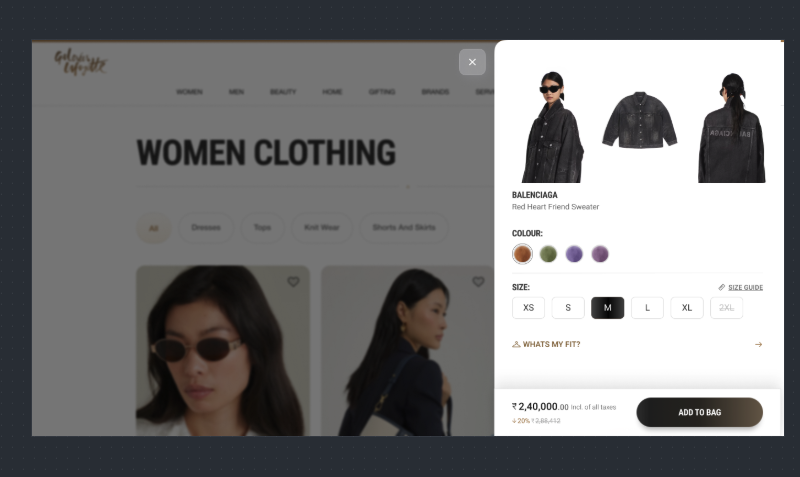 Galeries
Lafayette
WOMEN MEN BEAUTY HOME GIFTING BRANDS
WOMEN CLOTHING
All Dresses Tops Knit Wear Shorts And Skirts
BALENCIAGA
BALENCIAGA
Red Heart Friend Sweater
COLOUR:
SIZE: SIZE GUIDE
XS S M L XL 2XL
WHATS MY FIT?
₹ 2,40,000.00 Incl. of all taxes
20% ₹ 2,88,412
ADD TO BAG